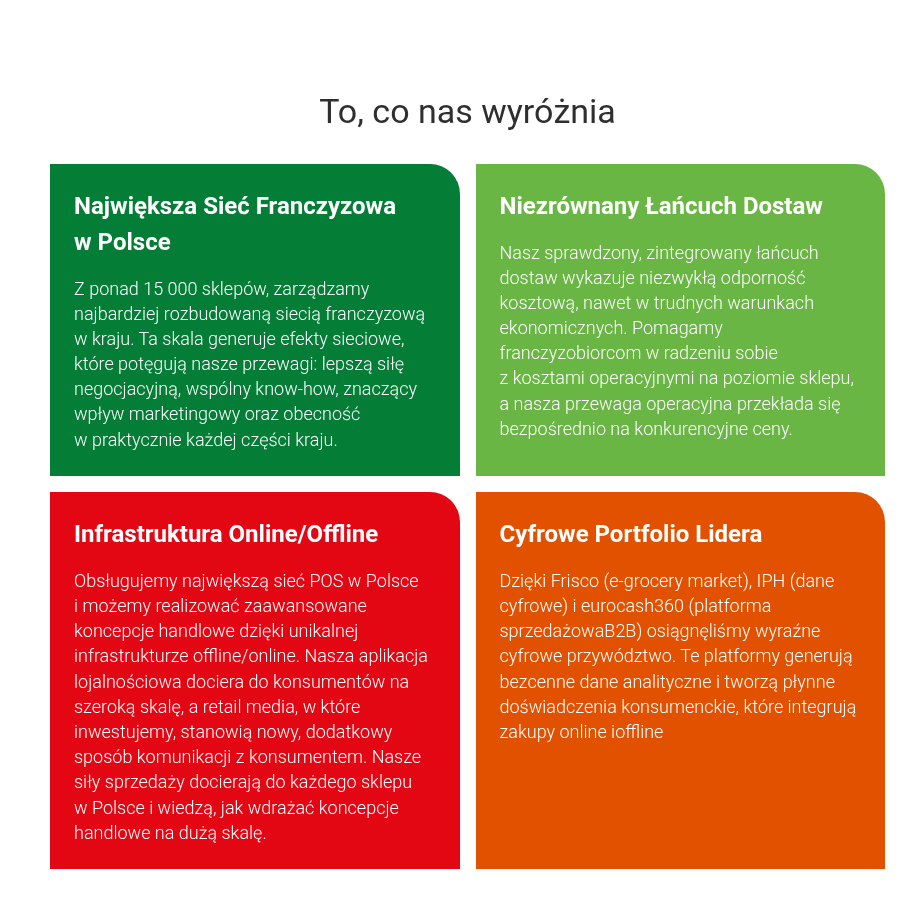 To, co nas wyróżnia
Największa Sieć Franczyzowa
w Polsce
Z ponad 15 000 sklepów, zarządzamy
najbardziej rozbudowaną siecią franczyzową
w kraju. Ta skala generuje efekty sieciowe,
które potęgują nasze przewagi: lepszą siłę
negocjacyjną, wspólny know-how, znaczący
wpływ marketingowy oraz obecność
w praktycznie każdej części kraju.
Niezrównany Łańcuch Dostaw
Nasz sprawdzony, zintegrowany łańcuch
dostaw wykazuje niezwykłą odporność
kosztową, nawet w trudnych warunkach
ekonomicznych. Pomagamy
franczyzobiorcom w radzeniu sobie
z kosztami operacyjnymi na poziomie sklepu,
a nasza przewaga operacyjna przekłada się
bezpośrednio na konkurencyjne ceny.
Infrastruktura Online/Offline
Obsługujemy największą sieć POS w Polsce
i możemy realizować zaawansowane
koncepcje handlowe dzięki unikalnej
infrastrukturze offline/online. Nasza aplikacja
lojalnościowa dociera do konsumentów na
szeroką skalę, a retail media, w które
inwestujemy, stanowią nowy, dodatkowy
sposób komunikacji z konsumentem. Nasze
siły sprzedaży docierają do każdego sklepu
w Polsce i wiedzą, jak wdrażać koncepcje
handlowe na dużą skalę.
Cyfrowe Portfolio Lidera
Dzięki Frisco (e-grocery market), IPH (dane
cyfrowe) i eurocash360 (platforma
sprzedażowaB2B) osiągnęliśmy wyraźne
cyfrowe przywództwo. Te platformy generują
bezcenne dane analityczne i tworzą płynne
doświadczenia konsumenckie, które integrują
zakupy online ioffline